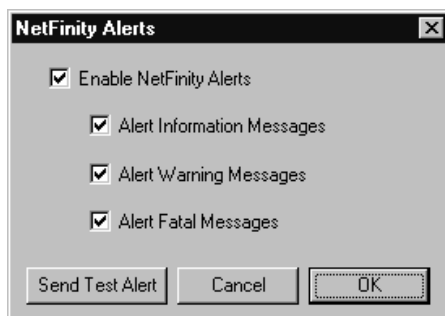 NetFinity Alerts
Enable NetFinity Alerts
Alert Information Messages
Alert Warning Messages
Alert Fatal Messages
Send Test Alert Cancel OK